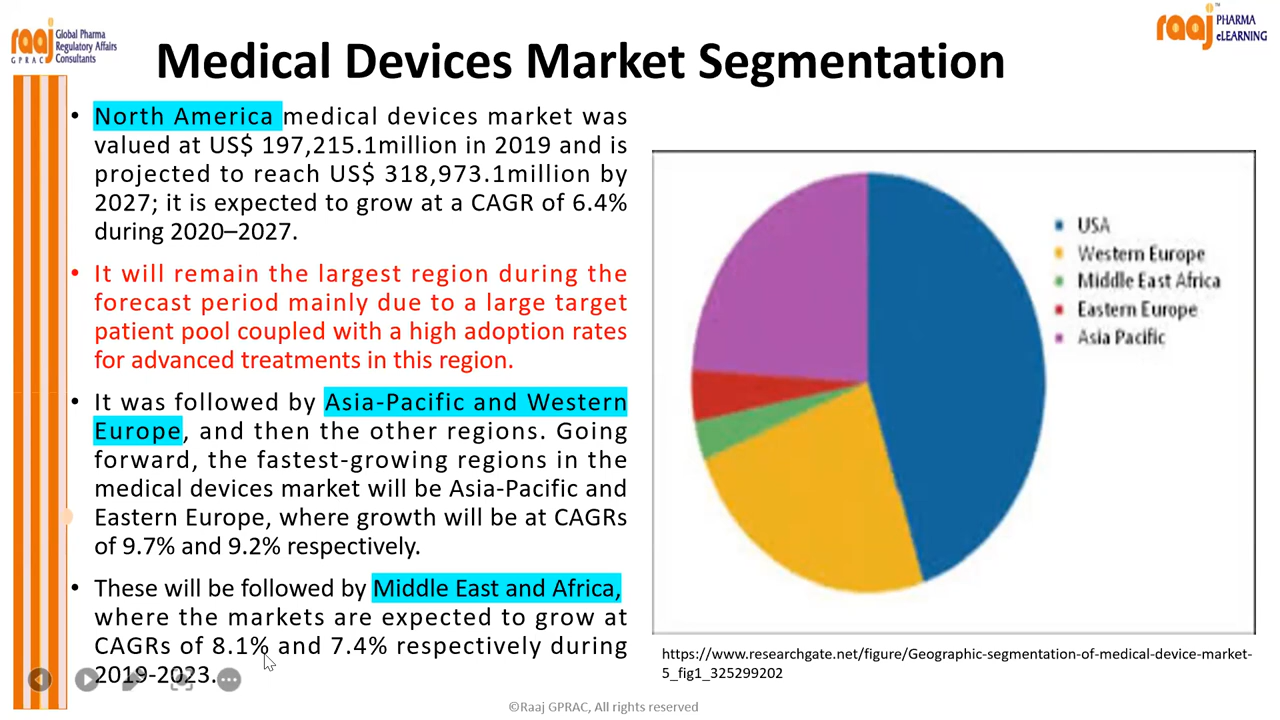 raaj
GPRAC
Global Pharma
Regulatory Affairs
Consultants
Medical Devices Market Segmentation
raaj
™
PHARMA
eLEARNING
• North America medical devices market was
valued at US$ 197,215.1million in 2019 and is
projected to reach US$ 318,973.1million by
2027; it is expected to grow at a CAGR of 6.4%
during 2020–2027.
• It will remain the largest region during the
forecast period mainly due to a large target
patient pool coupled with a high adoption rates
for advanced treatments in this region.
• It was followed by Asia-Pacific and Western
Europe, and then the other regions. Going
forward, the fastest-growing regions in the
medical devices market will be Asia-Pacific and
Eastern Europe, where growth will be at CAGRs
of 9.7% and 9.2% respectively.
• These will be followed by Middle East and Africa,
where the markets are expected to grow at
CAGRs of 8.1% and 7.4% respectively during
2019-2023.
USA
Western Europe
Middle East Africa
Eastern Europe
Asia Pacific
https://www.researchgate.net/figure/Geographic-segmentation-of-medical-device-market-
5_fig1_325299202
©Raaj GPRAC, All rights reserved